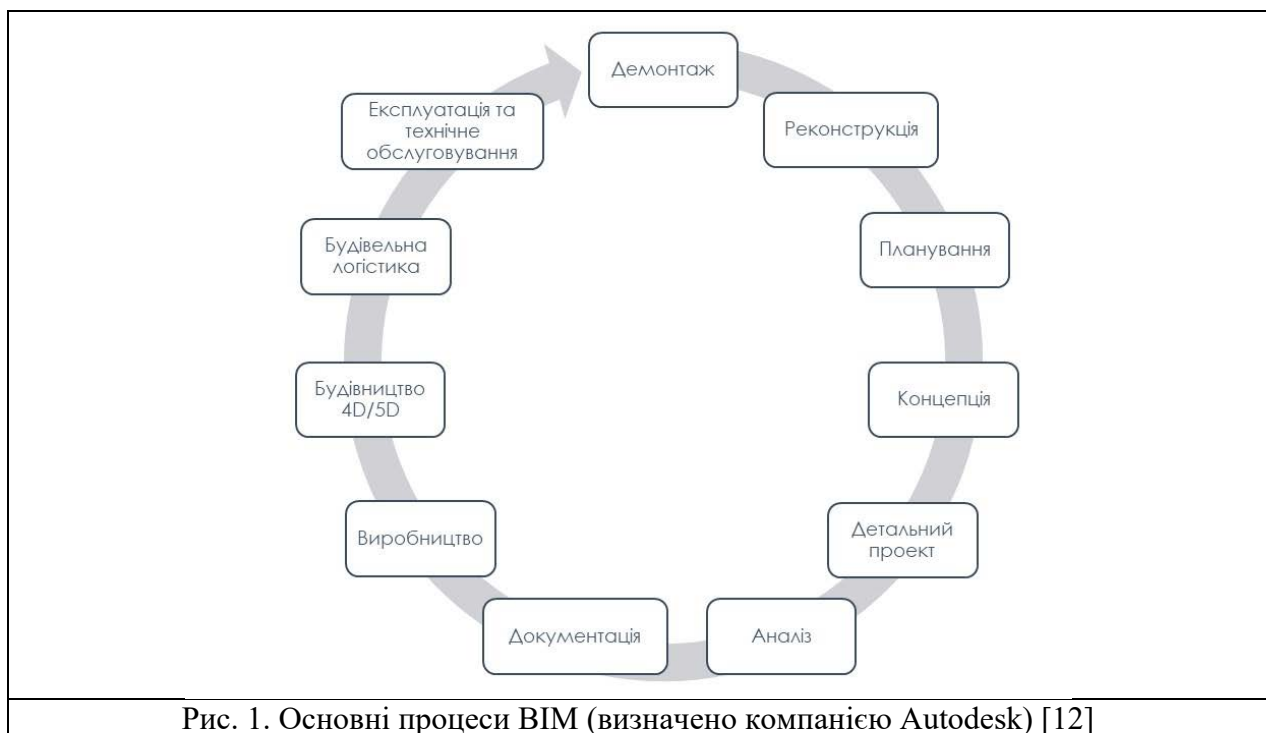 Демонтаж
Реконструкція
Планування
Концепція
Детальний
проект
Аналіз
Документація
Виробництво
Будівництво
4D/5D
Будівельна
логістика
Експлуатація та
технічне
обслуговування
Рис. 1. Основні процеси BIM (визначено компанією Autodesk) [12]